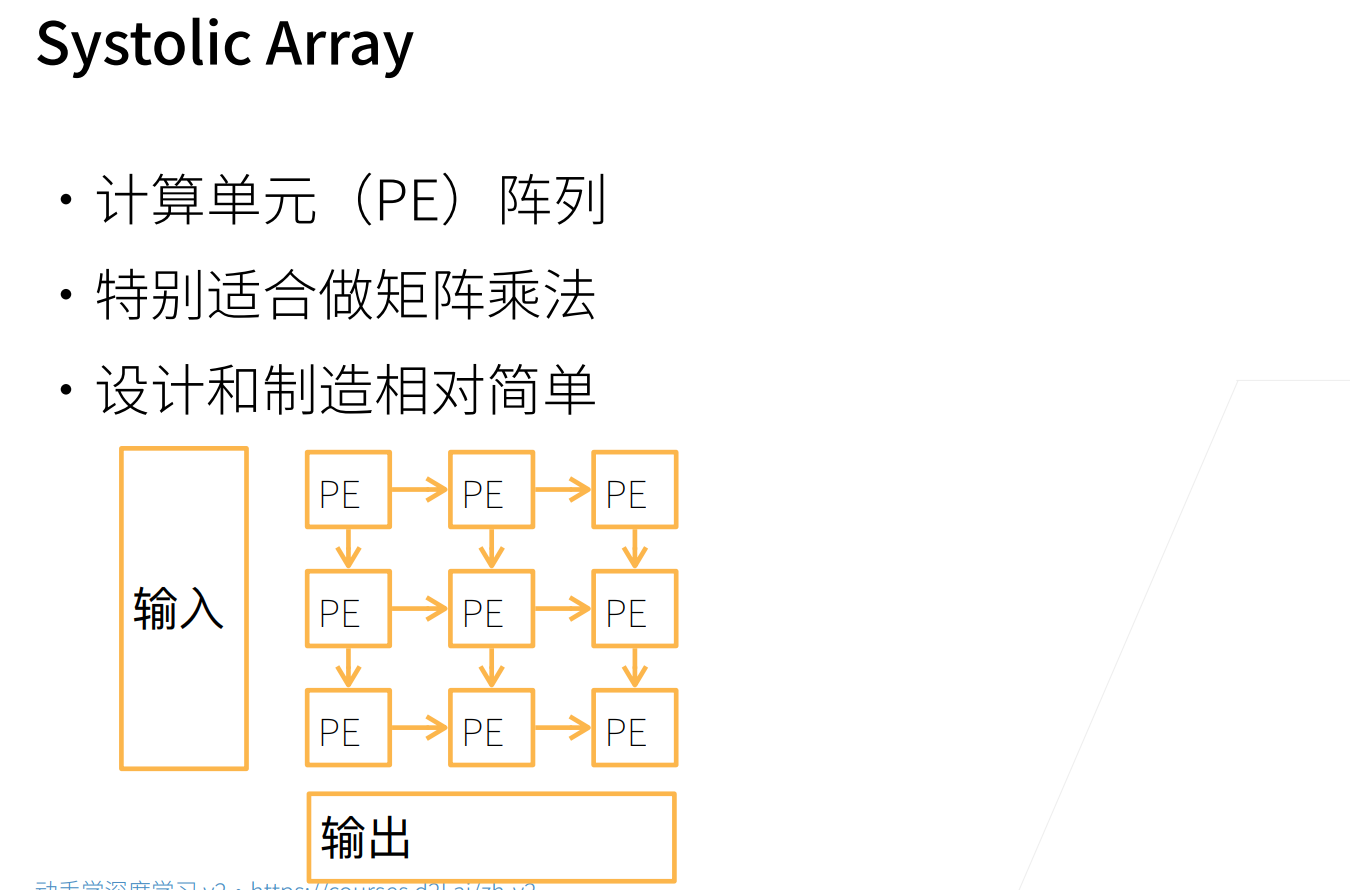 Systolic Array
• 计算单元（PE）阵列
• 特别适合做矩阵乘法
• 设计和制造相对简单
PE PE PE
输入
PE PE PE
PE PE PE
输出
动手学深度学习 v2 • https://courses.d2l.ai/zh-v2